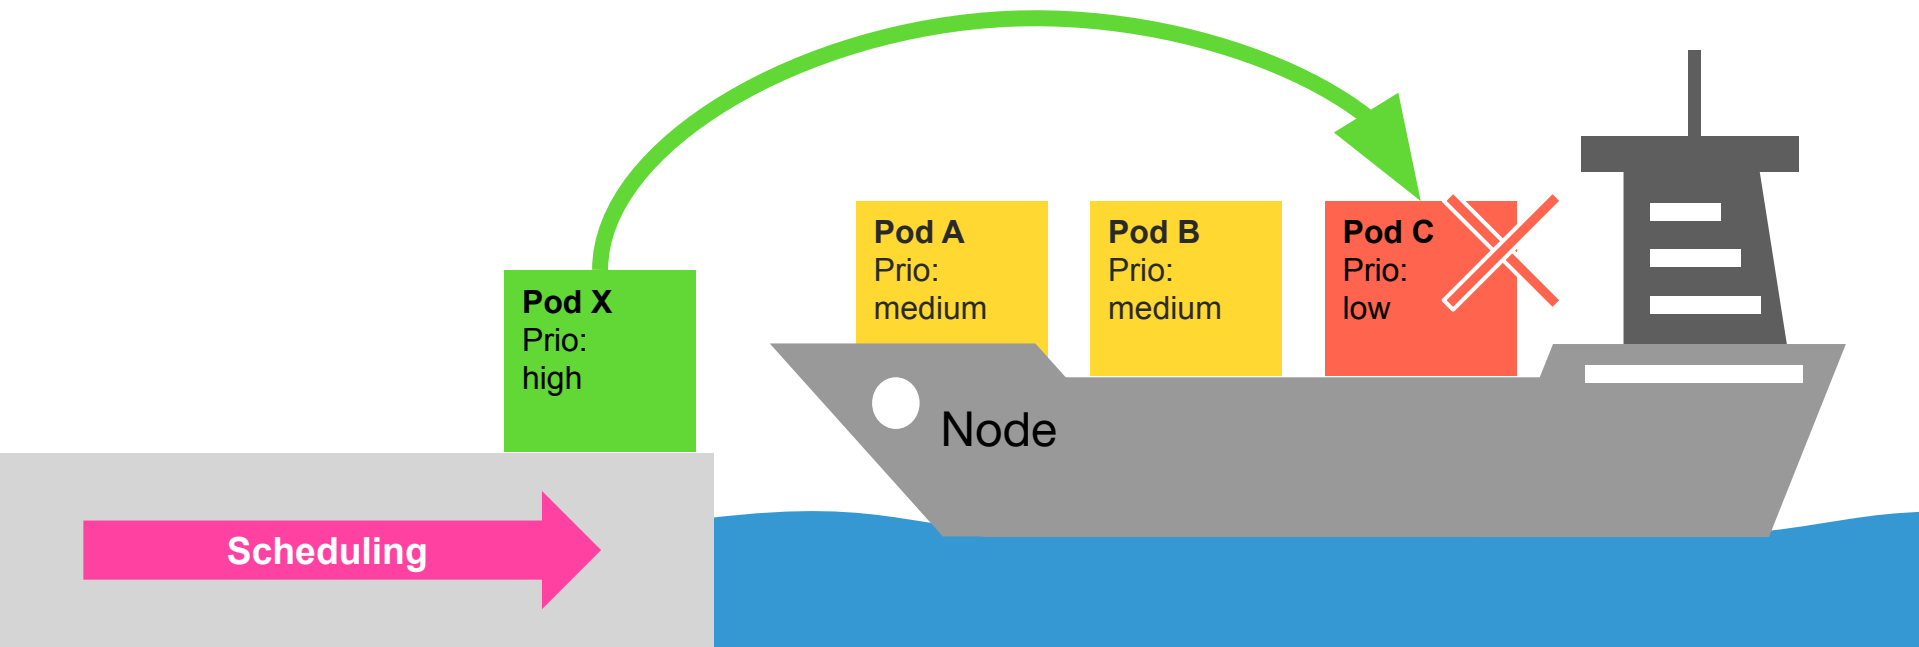 Pod X
Prio:
high
Pod A
Prio:
medium
Pod B
Prio:
medium
Pod C
Prio:
low
Node
Scheduling